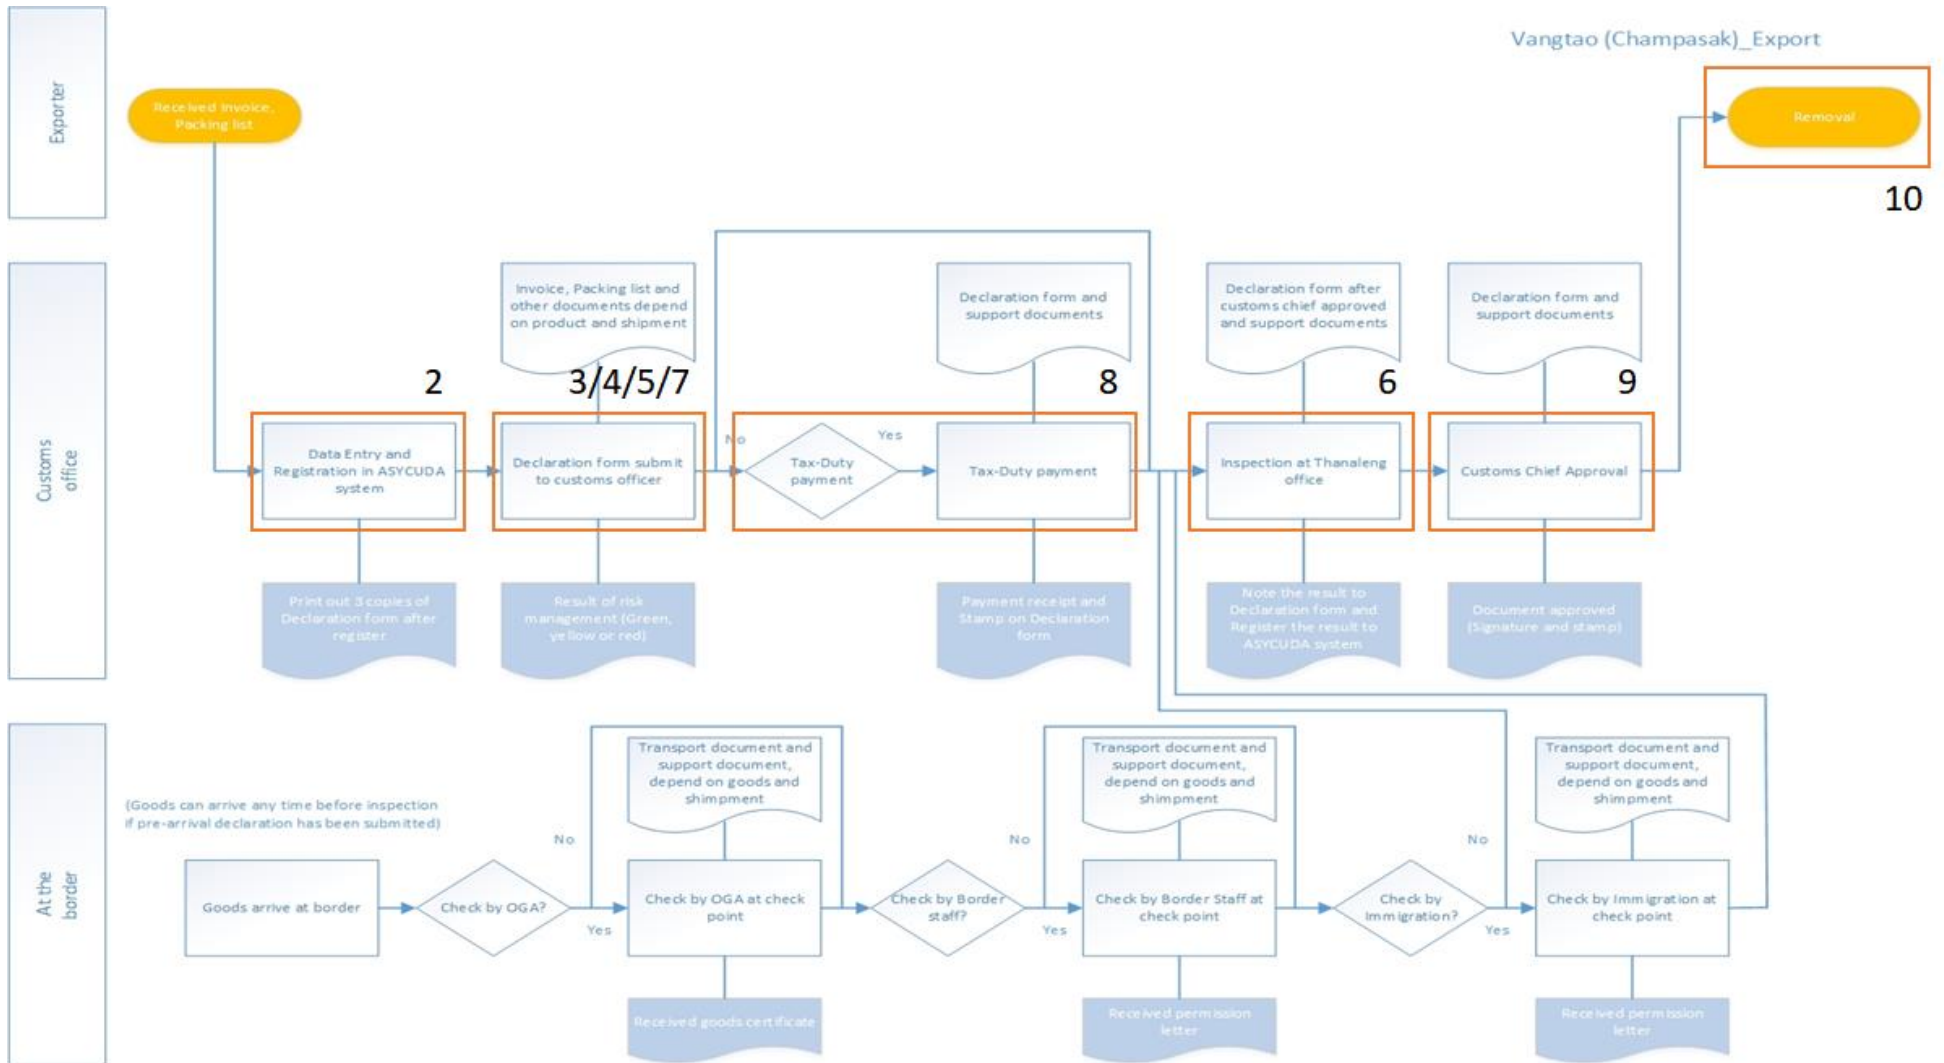 Vangtao (Champasak)_Export
Exporter
Received Invoice,
Packing list
Removal
10
Customs
office
Invoice, Packing list and
other documents depend
on product and shipment
Declaration form and
support documents
Declaration form after
customs chief approved
and support documents
Declaration form and
support documents
2
3/4/5/7
8
6
9
Data Entry and
Registration in ASYCUDA
system
Declaration form submit
to customs officer
No
Tax-Duty
payment
Yes
Tax-Duty payment
Inspection at Thanaleng
office
Customs Chief Approval
Print out 3 copies of
Declaration form after
register
Result of risk
management (Green,
yellow or red)
Payment receipt and
Stamp on Declaration
form
Note the result to
Declaration form and
Register the result to
ASYCUDA system
Document approved
(Signature and stamp)
At the
border
(Goods can arrive any time before inspection
if pre-arrival declaration has been submitted)
Transport document and
support document,
depend on goods and
shimpment
Transport document and
support document,
depend on goods and
shimpment
Transport document and
support document,
depend on goods and
shimpment
Goods arrive at border
Check by OGA?
No
Yes
Check by OGA at check
point
Check by Border
staff?
No
Yes
Check by Border Staff at
check point
Check by
Immigration?
No
Yes
Check by Immigration at
check point
Received goods certificate
Received permission
letter
Received permission
letter